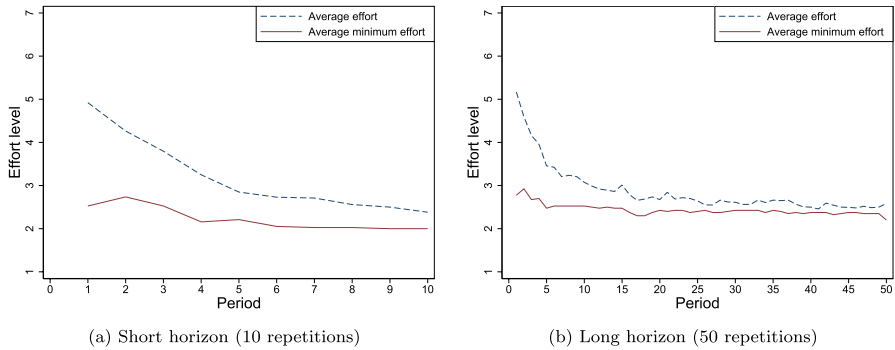 Average effort
Average minimum effort
Effort level
7
6
5
4
3
2
1
0 1 2 3 4 5 6 7 8 9 10
Period
(a) Short horizon (10 repetitions)
Average effort
Average minimum effort
Effort level
7
6
5
4
3
2
1
0 5 10 15 20 25 30 35 40 45 50
Period
(b) Long horizon (50 repetitions)